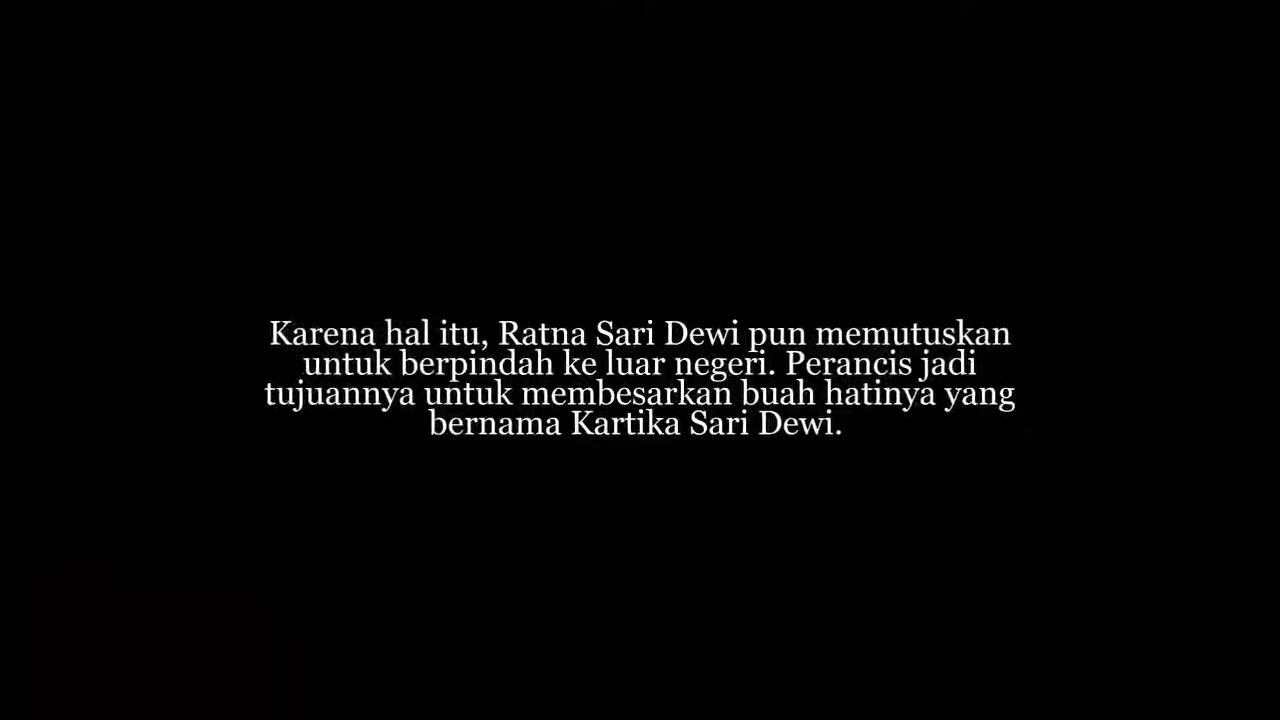 Karena hal itu, Ratna Sari Dewi pun memutuskan
untuk berpindah ke luar negeri. Perancis jadi
tujuannya untuk membesarkan buah hatinya yang
bernama Kartika Sari Dewi.